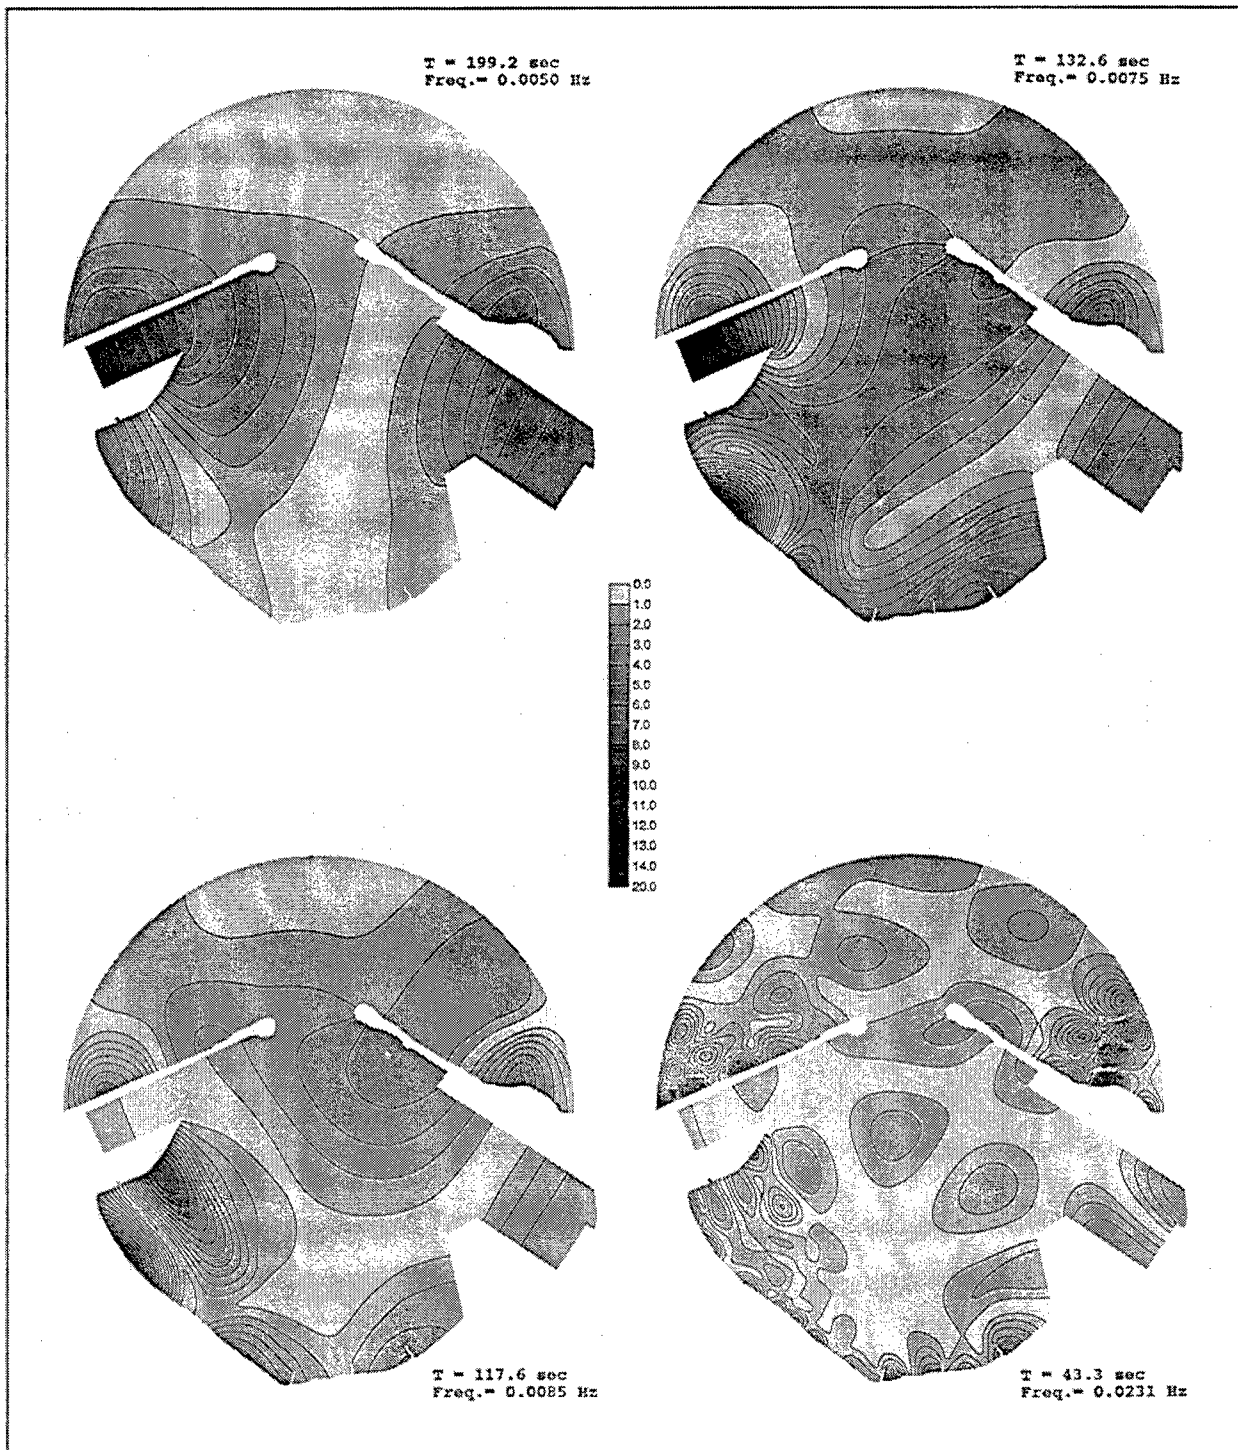 T = 199.2 sec
Freq.= 0.0050 Hz
T = 132.6 sec
Freq.= 0.0075 Hz
0.0
1.0
2.0
3.0
4.0
5.0
6.0
7.0
8.0
9.0
10.0
11.0
12.0
13.0
14.0
20.0
T = 117.6 sec
Freq.= 0.0085 Hz
T = 43.3 sec
Freq.= 0.0231 Hz